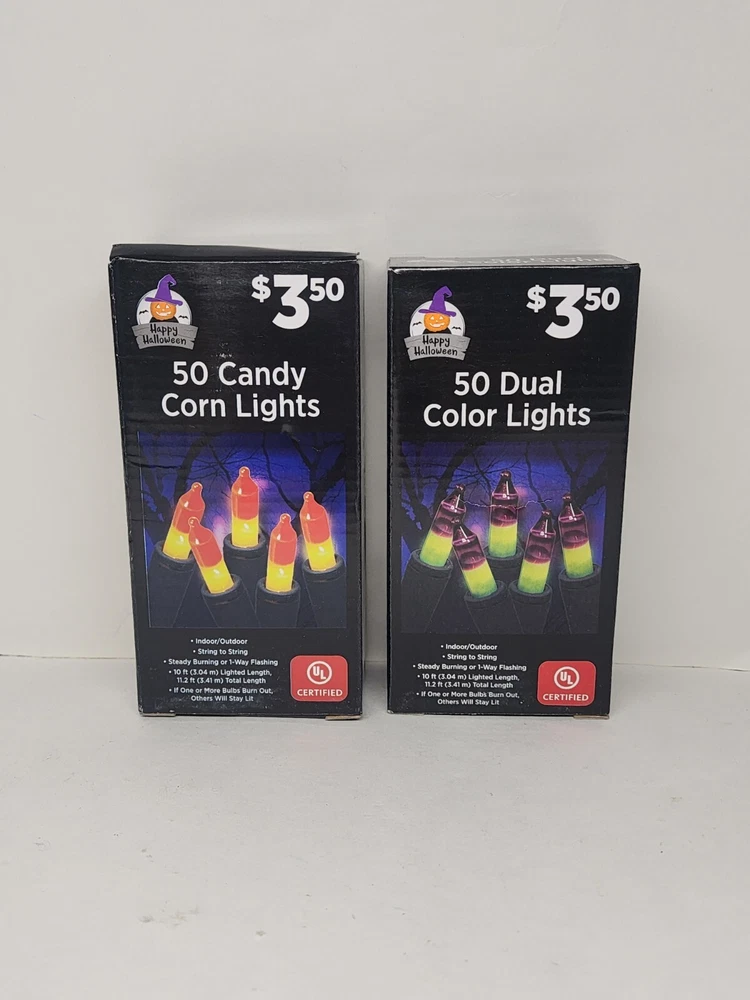 $3.50
Happy
Halloween
50 Candy
Corn Lights
• Indoor/Outdoor
• String to String
• Steady Burning or 1-Way Flashing
• 10 ft (3.04 m) Lighted Length,
11.2 ft (3.41 m) Total Length
• If One or More Bulbs Burn Out,
Others Will Stay Lit
UL
CERTIFIED
$3.50
Happy
Halloween
50 Dual
Color Lights
• Indoor/Outdoor
• String to String
• Steady Burning or 1-Way Flashing
• 10 ft (3.04 m) Lighted Length,
11.2 ft (3.41 m) Total Length
• If One or More Bulbs Burn Out,
Others Will Stay Lit
UL
CERTIFIED